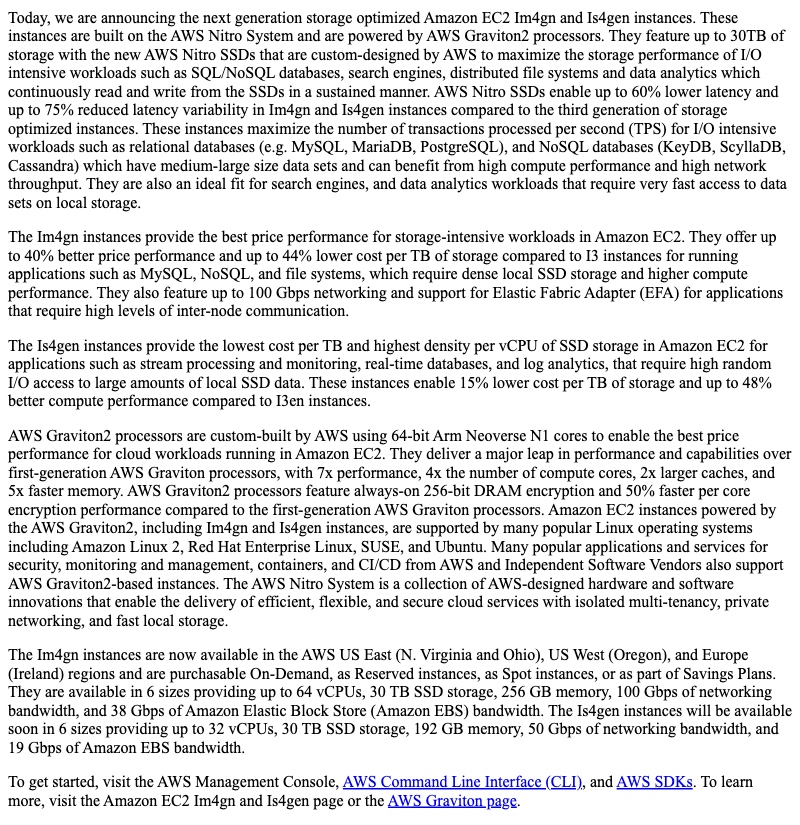 Today, we are announcing the next generation storage optimized Amazon EC2 Im4gn and Is4gen instances. These
instances are built on the AWS Nitro System and are powered by AWS Graviton2 processors. They feature up to 30TB of
storage with the new AWS Nitro SSDs that are custom-designed by AWS to maximize the storage performance of I/O
intensive workloads such as SQL/NoSQL databases, search engines, distributed file systems and data analytics which
continuously read and write from the SSDs in a sustained manner. AWS Nitro SSDs enable up to 60% lower latency and
up to 75% reduced latency variability in Im4gn and Is4gen instances compared to the third generation of storage
optimized instances. These instances maximize the number of transactions processed per second (TPS) for I/O intensive
workloads such as relational databases (e.g. MySQL, MariaDB, PostgreSQL), and NoSQL databases (KeyDB, ScyllaDB,
Cassandra) which have medium-large size data sets and can benefit from high compute performance and high network
throughput. They are also an ideal fit for search engines, and data analytics workloads that require very fast access to data
sets on local storage.

The Im4gn instances provide the best price performance for storage-intensive workloads in Amazon EC2. They offer up
to 40% better price performance and up to 44% lower cost per TB of storage compared to I3 instances for running
applications such as MySQL, NoSQL, and file systems, which require dense local SSD storage and higher compute
performance. They also feature up to 100 Gbps networking and support for Elastic Fabric Adapter (EFA) for applications
that require high levels of inter-node communication.

The Is4gen instances provide the lowest cost per TB and highest density per vCPU of SSD storage in Amazon EC2 for
applications such as stream processing and monitoring, real-time databases, and log analytics, that require high random
I/O access to large amounts of local SSD data. These instances enable 15% lower cost per TB of storage and up to 48%
better compute performance compared to I3en instances.

AWS Graviton2 processors are custom-built by AWS using 64-bit Arm Neoverse N1 cores to enable the best price
performance for cloud workloads running in Amazon EC2. They deliver a major leap in performance and capabilities over
first-generation AWS Graviton processors, with 7x performance, 4x the number of compute cores, 2x larger caches, and
5x faster memory. AWS Graviton2 processors feature always-on 256-bit DRAM encryption and 50% faster per core
encryption performance compared to the first-generation AWS Graviton processors. Amazon EC2 instances powered by
the AWS Graviton2, including Im4gn and Is4gen instances, are supported by many popular Linux operating systems
including Amazon Linux 2, Red Hat Enterprise Linux, SUSE, and Ubuntu. Many popular applications and services for
security, monitoring and management, containers, and CI/CD from AWS and Independent Software Vendors also support
AWS Graviton2-based instances. The AWS Nitro System is a collection of AWS-designed hardware and software
innovations that enable the delivery of efficient, flexible, and secure cloud services with isolated multi-tenancy, private
networking, and fast local storage.

The Im4gn instances are now available in the AWS US East (N. Virginia and Ohio), US West (Oregon), and Europe
(Ireland) regions and are purchasable On-Demand, as Reserved instances, as Spot instances, or as part of Savings Plans.
They are available in 6 sizes providing up to 64 vCPUs, 30 TB SSD storage, 256 GB memory, 100 Gbps of networking
bandwidth, and 38 Gbps of Amazon Elastic Block Store (Amazon EBS) bandwidth. The Is4gen instances will be available
soon in 6 sizes providing up to 32 vCPUs, 30 TB SSD storage, 192 GB memory, 50 Gbps of networking bandwidth, and
19 Gbps of Amazon EBS bandwidth.

To get started, visit the AWS Management Console, AWS Command Line Interface (CLI), and AWS SDKs. To learn
more, visit the Amazon EC2 Im4gn and Is4gen page or the AWS Graviton page.